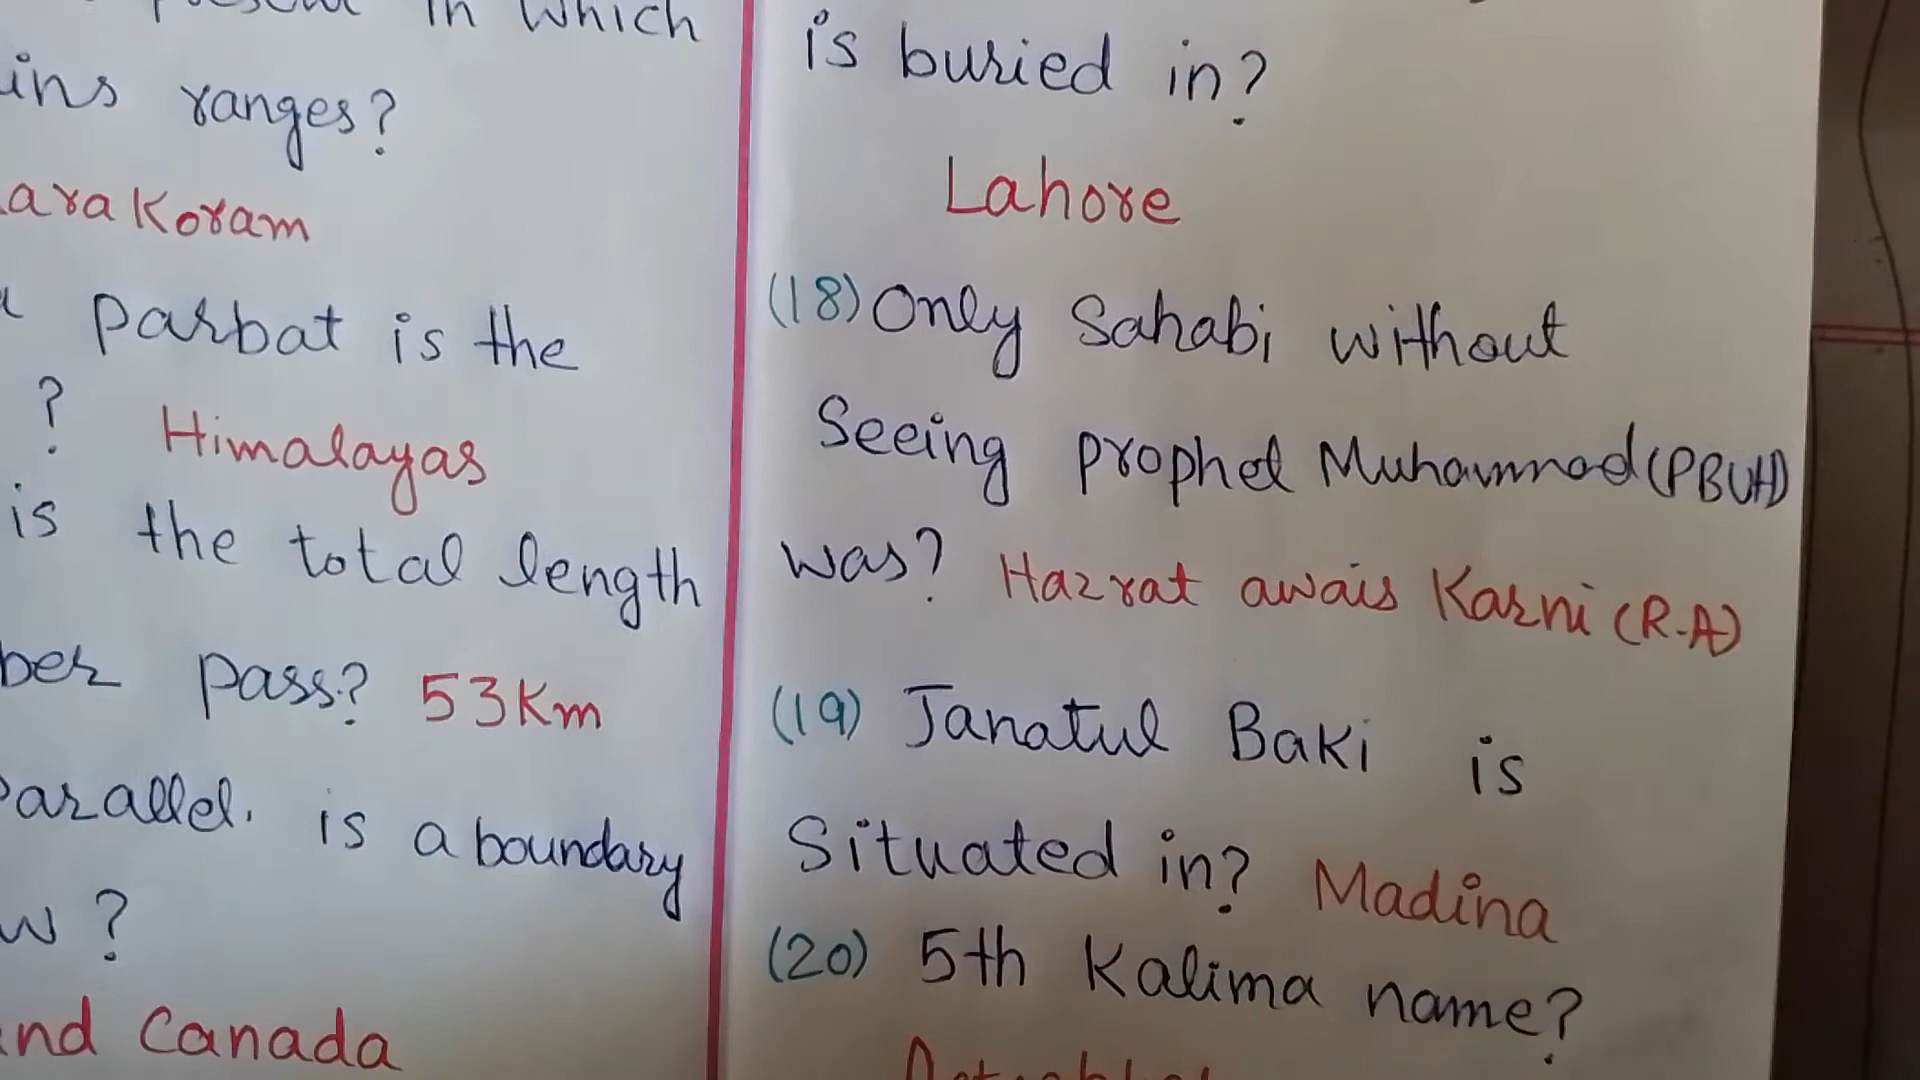 in which
ins ranges?
arakoram
Parbat is the
? Himalayas
is the total length
ber pass? 53Km
Parallel. is a boundary
w?
nd Canada
is buried in?
Lahore
(18) Only Sahabi without
Seeing prophet Muhammad (PBUH)
was? Hazrat awais Karni (R.A)
(19) Janatul Baki is
Situated in? Madina
(20) 5th Kalima name?